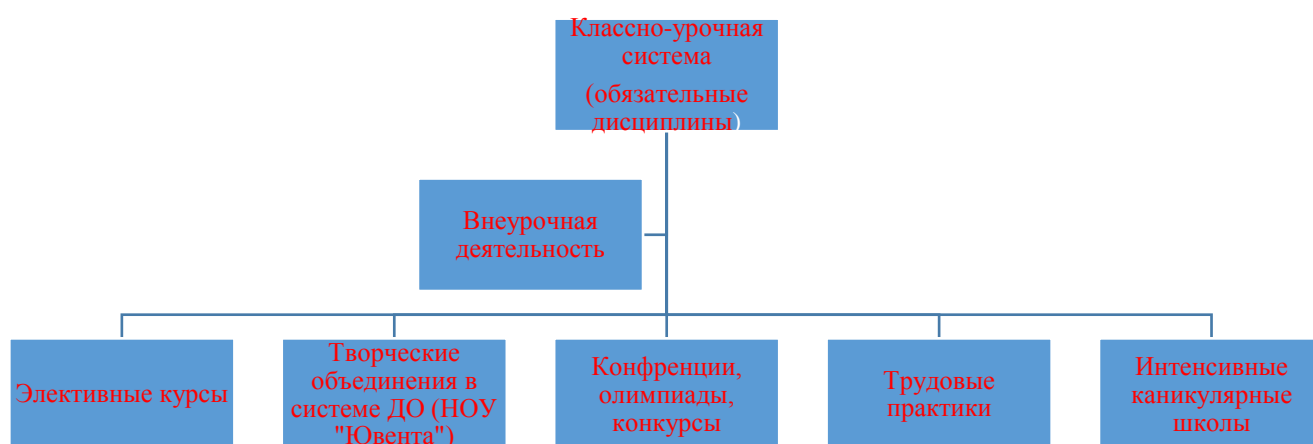 Классно-урочная
система
(обязательные
дисциплины)
Внеурочная
деятельность
Элективные курсы
Творческие
объединения в
системе ДО (НОУ
"Ювента")
Конфренции,
олимпиады,
конкурсы
Трудовые
практики
Интенсивные
каникулярные
школы